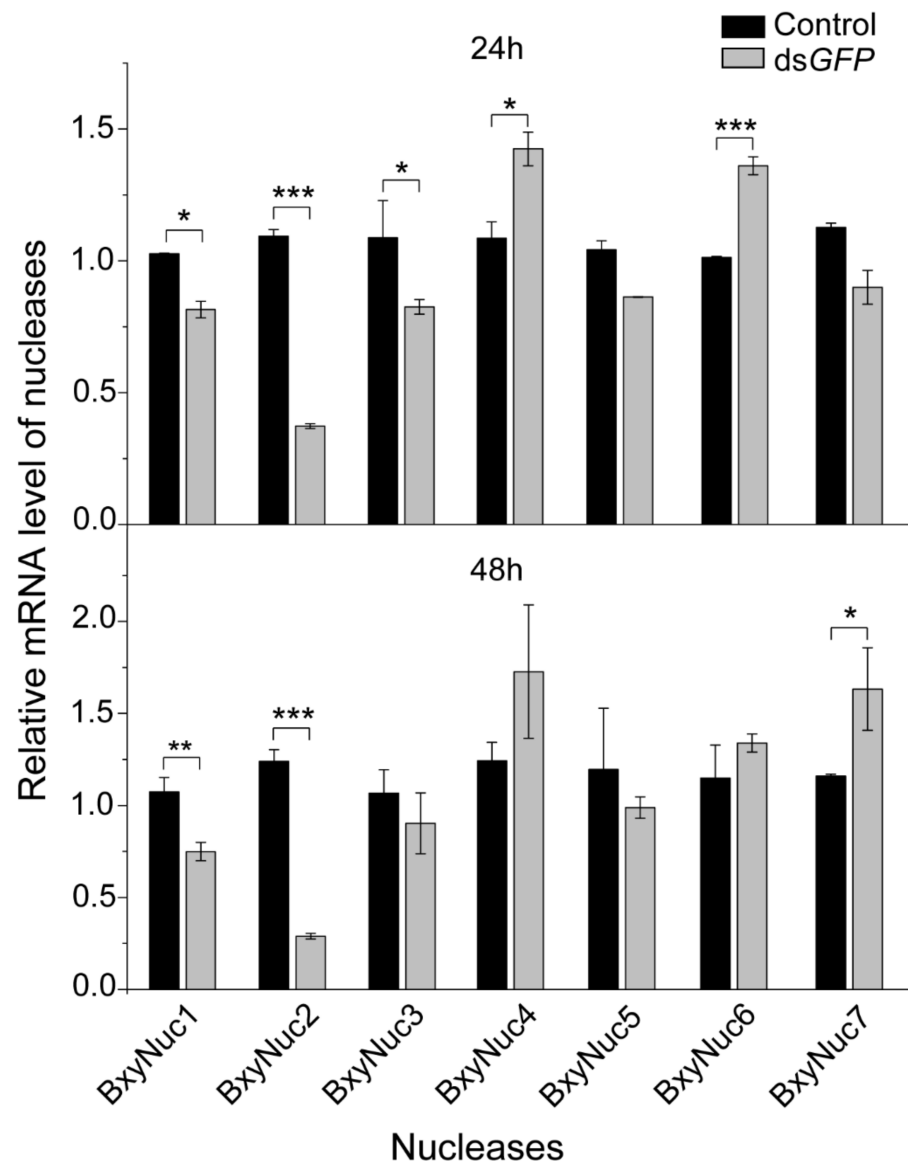 Control
dsGFP
24h
Relative mRNA level of nucleases
1.5
1.0
0.5
0.0
*
***
*
*
***
48h
2.0
1.5
1.0
0.5
0.0
**
***
*
BxyNuc1
BxyNuc2
BxyNuc3
BxyNuc4
BxyNuc5
BxyNuc6
BxyNuc7
Nucleases